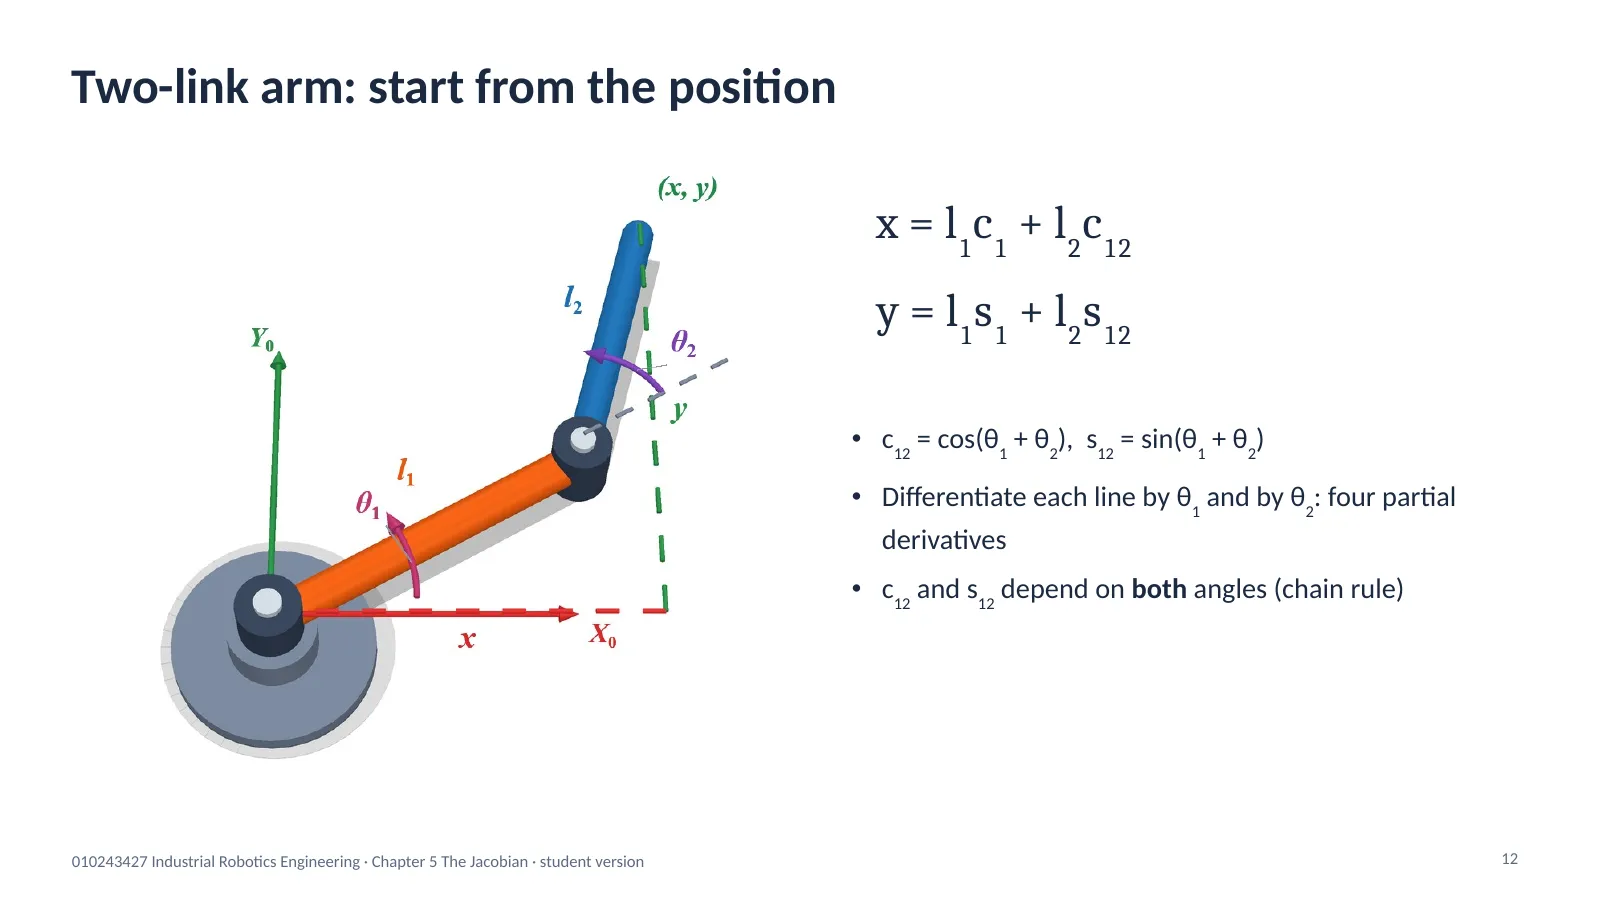 Two-link arm: start from the position
(x, y)
l₂
Y₀
θ₂
y
l₁
θ₁
x
X₀
x = l₁c₁ + l₂c₁₂
y = l₁s₁ + l₂s₁₂
• c₁₂ = cos(θ₁ + θ₂), s₁₂ = sin(θ₁ + θ₂)
• Differentiate each line by θ₁ and by θ₂: four partial
derivatives
• c₁₂ and s₁₂ depend on both angles (chain rule)
010243427 Industrial Robotics Engineering · Chapter 5 The Jacobian · student version
12